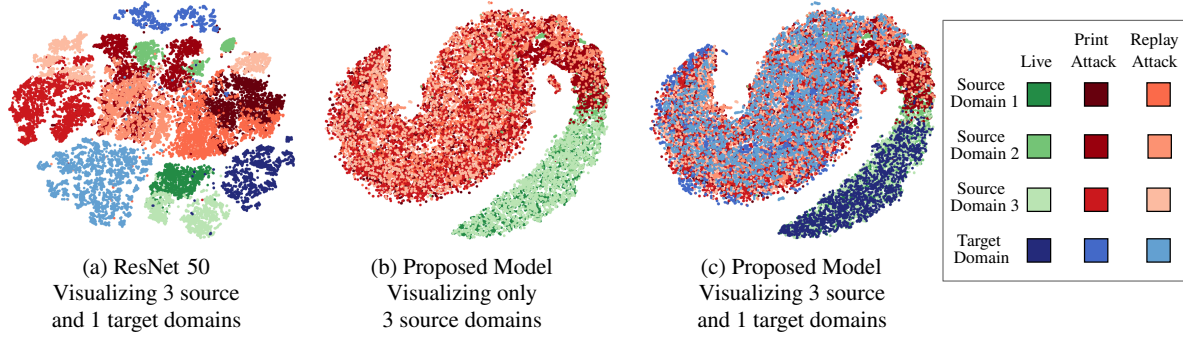 (a) ResNet 50
Visualizing 3 source
and 1 target domains
(b) Proposed Model
Visualizing only
3 source domains
(c) Proposed Model
Visualizing 3 source
and 1 target domains
Live
Print
Attack
Replay
Attack
Source
Domain 1
Source
Domain 2
Source
Domain 3
Target
Domain